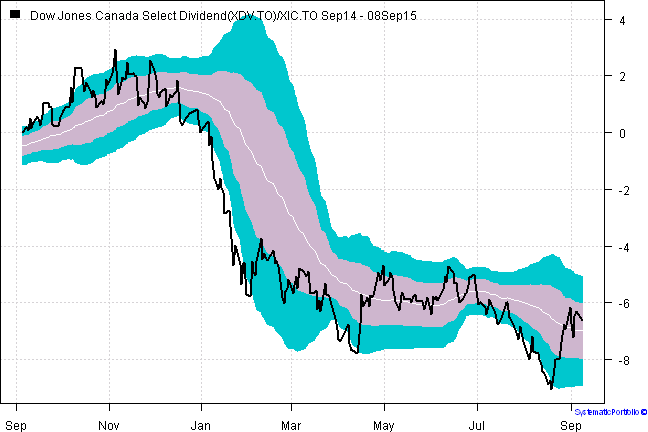 Dow Jones Canada Select Dividend(XDV.TO)/XIC.TO Sep14 - 08Sep15
4
2
0
-2
-4
-6
-8
SystematicPortfolio ©
Sep Nov Jan Mar May Jul Sep